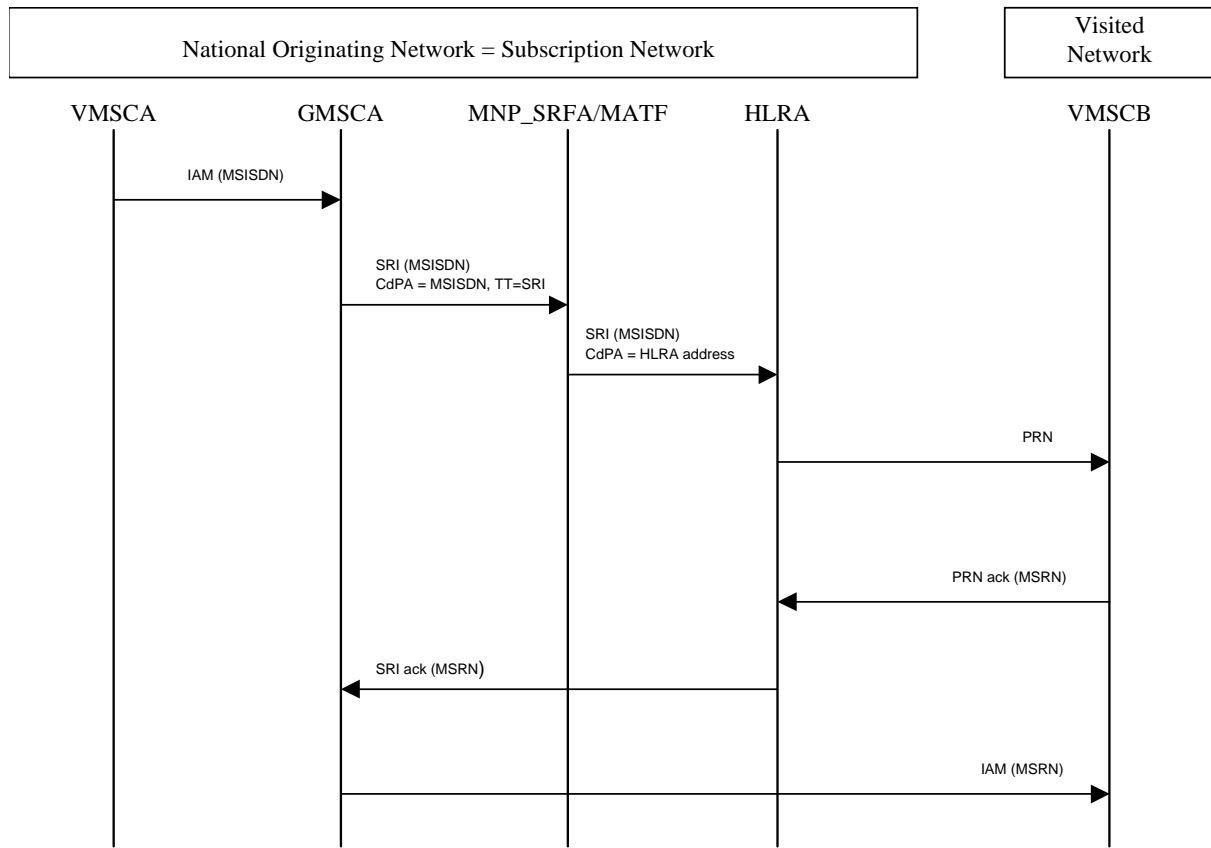 National Originating Network = Subscription Network
Visited
Network
VMSCA
GMSCA
MNP_SRFA/MATF
HLRA
VMSCB
IAM (MSISDN)
SRI (MSISDN)
CdPA = MSISDN, TT=SRI
SRI (MSISDN)
CdPA = HLRA address
PRN
PRN ack (MSRN)
SRI ack (MSRN)
IAM (MSRN)